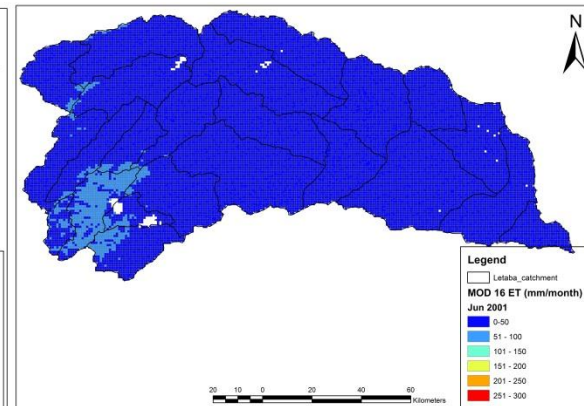 N
Legend
Letaba_catchment
MOD 16 ET (mm/month)
Jun 2001
0-50
51 - 100
101 - 150
151 - 200
201 - 250
251 - 300
20 10 0 20 40 60
Kilometers